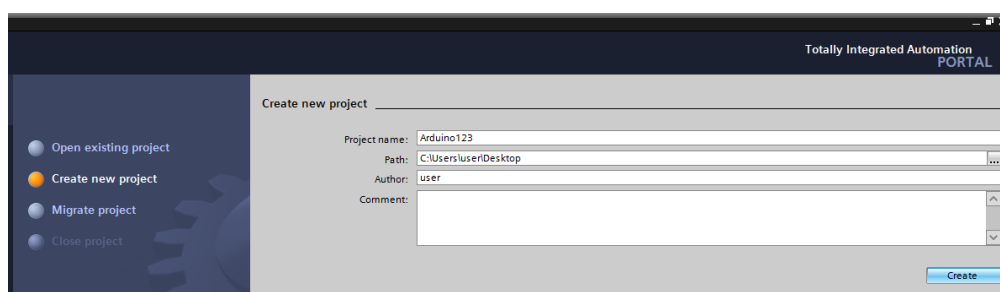 Totally Integrated Automation
PORTAL
Open existing project
Create new project
Migrate project
Close project
Create new project
Project name: Arduino123
Path: C:\Users\user\Desktop
...
Author: user
Comment:
Create